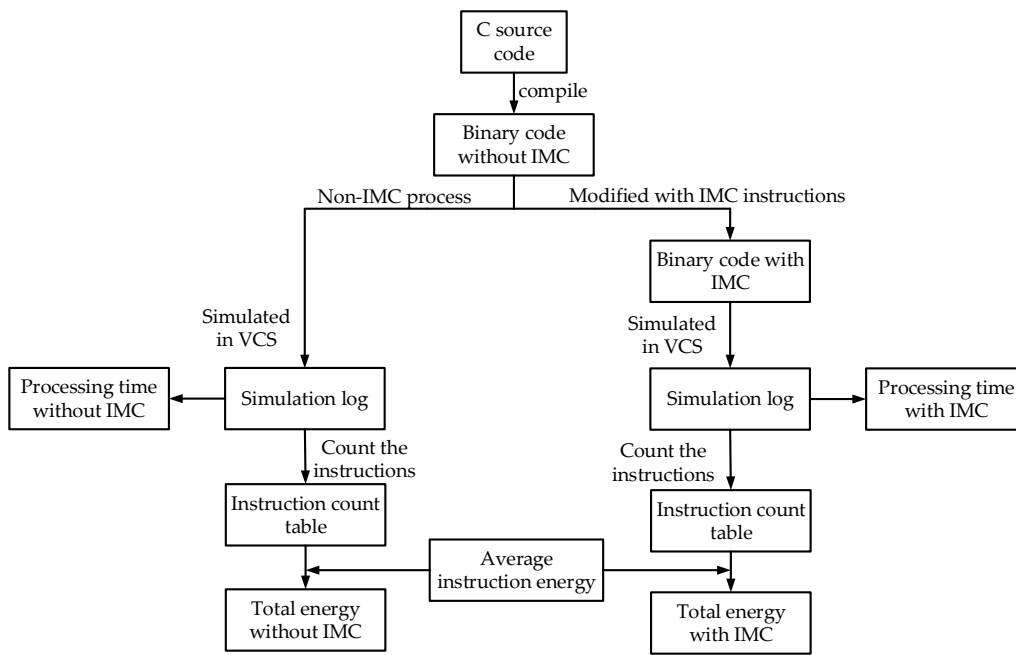 C source
code
compile
Binary code
without IMC
Non-IMC process
Modified with IMC instructions
Binary code with
IMC
Simulated
in VCS
Simulated
in VCS
Processing time
without IMC
Simulation log
Simulation log
Processing time
with IMC
Count the
instructions
Count the
instructions
Instruction count
table
Instruction count
table
Average
instruction energy
Total energy
without IMC
Total energy
with IMC